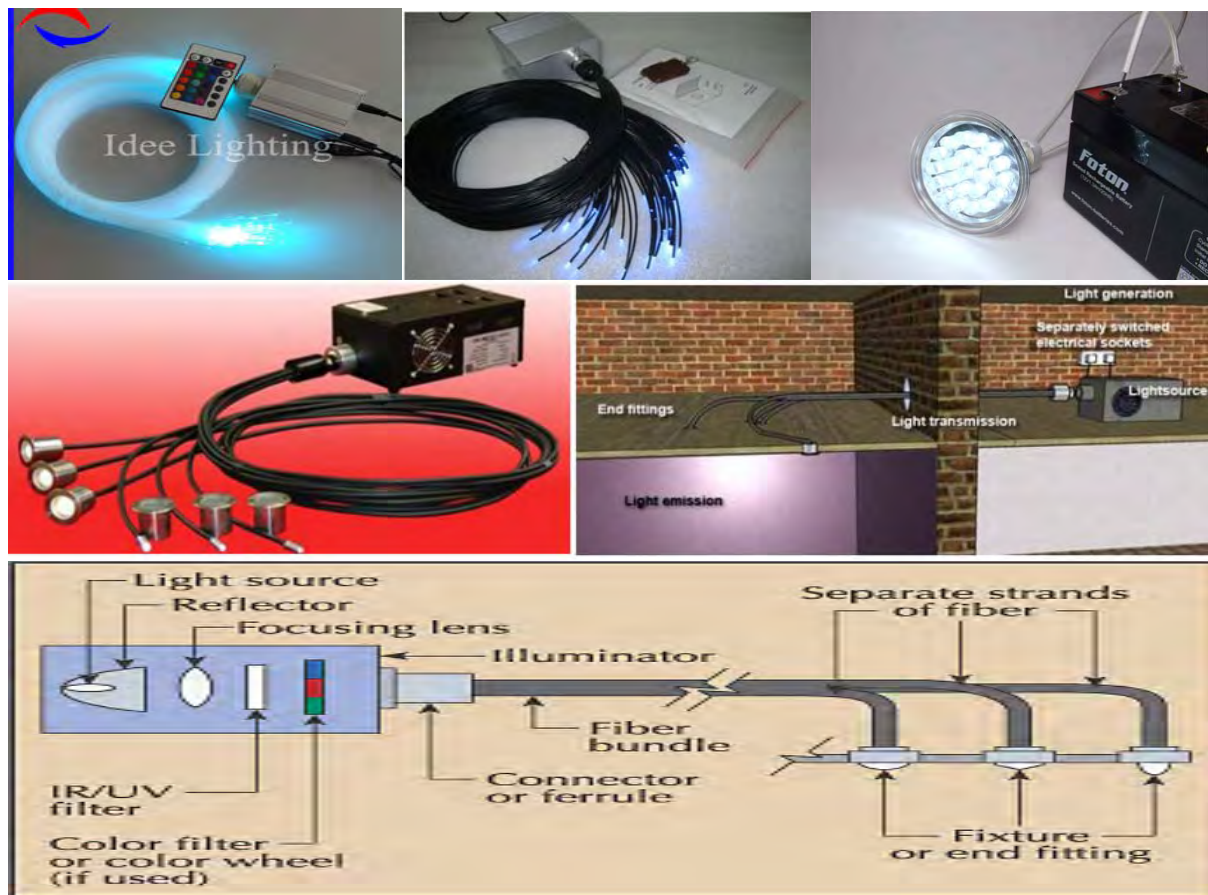 Idee Lighting
Foton
Light generation
Separately switched
electrical sockets
Lightsource
End fittings
Light transmission
Light emission
Light source
Reflector
Focusing lens
Illuminator
Separate strands
of fiber
Fiber
bundle
Connector
or ferrule
IR/UV
filter
Color filter
or color wheel
(if used)
Fixture
or end fitting